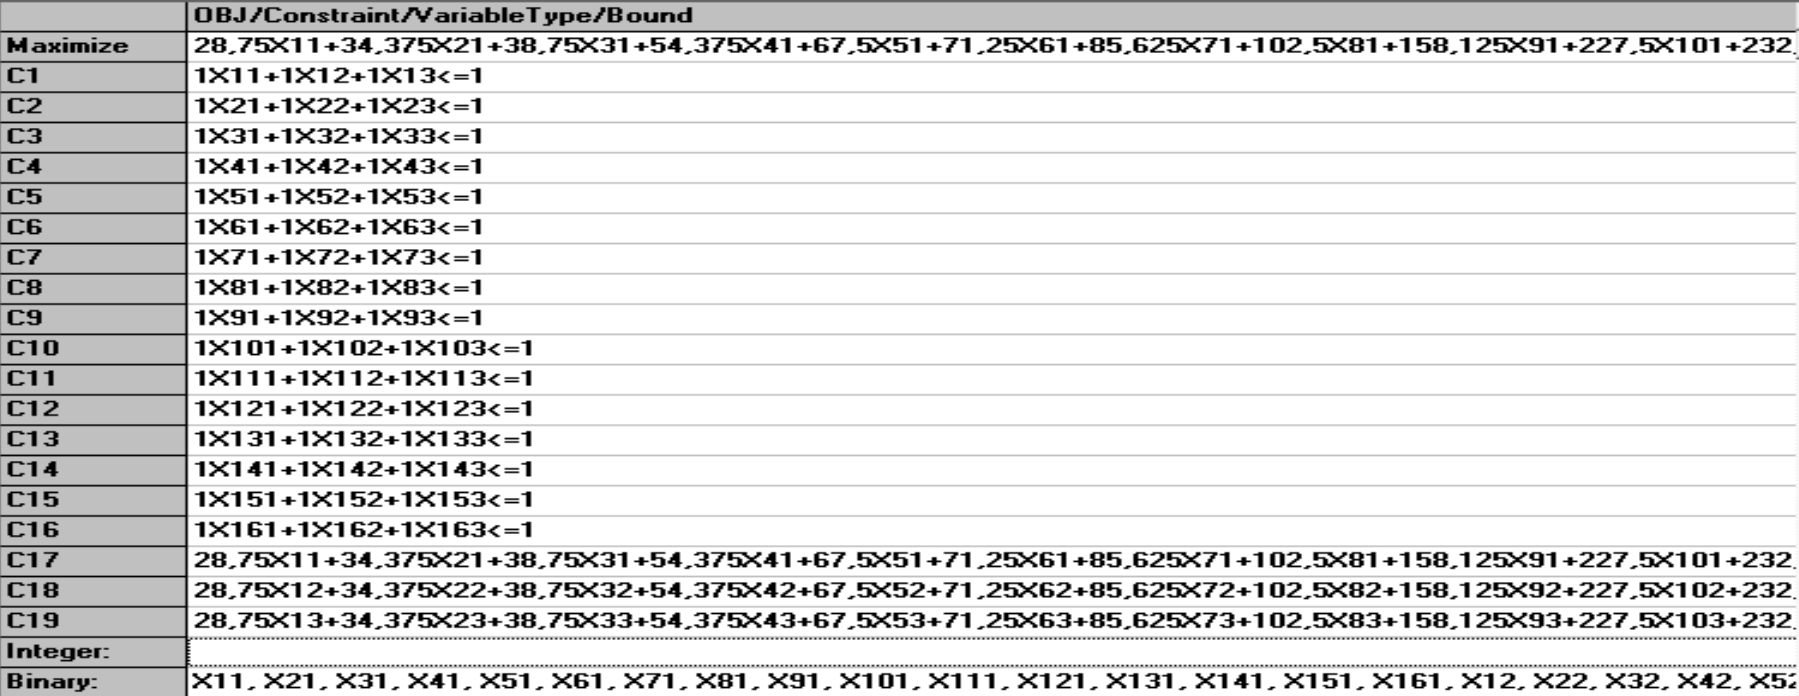 OBJ/Constraint/VariableType/Bound
Maximize 28,75X11+34,375X21+38,75X31+54,375X41+67,5X51+71,25X61+85,625X71+102,5X81+158,125X91+227,5X101+232,
C1 1X11+1X12+1X13<=1
C2 1X21+1X22+1X23<=1
C3 1X31+1X32+1X33<=1
C4 1X41+1X42+1X43<=1
C5 1X51+1X52+1X53<=1
C6 1X61+1X62+1X63<=1
C7 1X71+1X72+1X73<=1
C8 1X81+1X82+1X83<=1
C9 1X91+1X92+1X93<=1
C10 1X101+1X102+1X103<=1
C11 1X111+1X112+1X113<=1
C12 1X121+1X122+1X123<=1
C13 1X131+1X132+1X133<=1
C14 1X141+1X142+1X143<=1
C15 1X151+1X152+1X153<=1
C16 1X161+1X162+1X163<=1
C17 28,75X11+34,375X21+38,75X31+54,375X41+67,5X51+71,25X61+85,625X71+102,5X81+158,125X91+227,5X101+232,
C18 28,75X12+34,375X22+38,75X32+54,375X42+67,5X52+71,25X62+85,625X72+102,5X82+158,125X92+227,5X102+232,
C19 28,75X13+34,375X23+38,75X33+54,375X43+67,5X53+71,25X63+85,625X73+102,5X83+158,125X93+227,5X103+232,
Integer:
Binary: X11, X21, X31, X41, X51, X61, X71, X81, X91, X101, X111, X121, X131, X141, X151, X161, X12, X22, X32, X42, X52